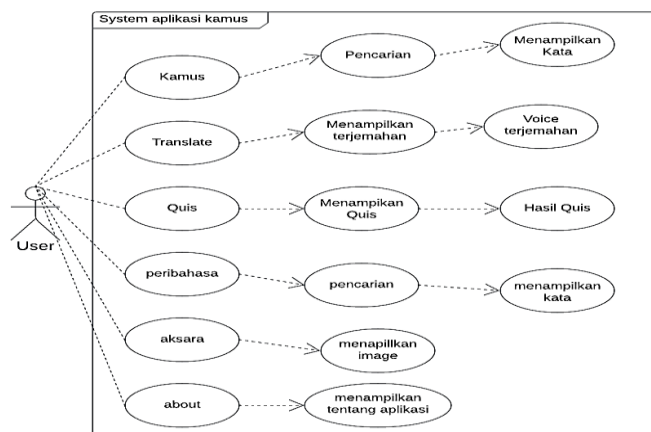 System aplikasi kamus
Kamus
Pencarian
Menampilkan
Kata
Translate
Menampilkan
terjemahan
Voice
terjemahan
Quis
Menampikan
Quis
Hasil Quis
User
peribahasa
pencarian
menampilkan
kata
aksara
menapillkan
image
about
menampilkan
tentang aplikasi